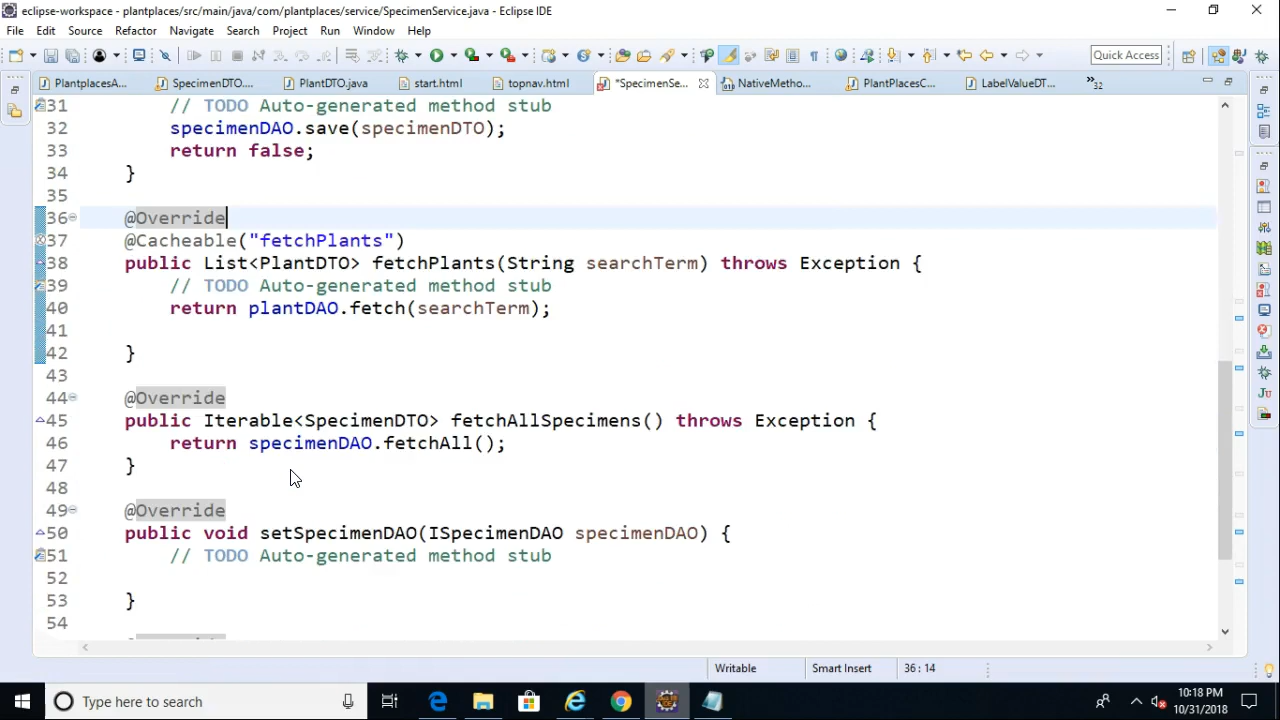 eclipse-workspace - plantplaces/src/main/java/com/plantplaces/service/SpecimenService.java - Eclipse IDE
File Edit Source Refactor Navigate Search Project Run Window Help
Quick Access
PlantplacesA... SpecimenDTO.... PlantDTO.java start.html topnav.html *SpecimenSe... NativeMetho... PlantPlacesC... LabelValueDT... »32
31 // TODO Auto-generated method stub
32 specimenDAO.save(specimenDTO);
33 return false;
34 }
35
36 @Override
37 @Cacheable("fetchPlants")
38 public List<PlantDTO> fetchPlants(String searchTerm) throws Exception {
39 // TODO Auto-generated method stub
40 return plantDAO.fetch(searchTerm);
41
42 }
43
44 @Override
45 public Iterable<SpecimenDTO> fetchAllSpecimens() throws Exception {
46 return specimenDAO.fetchAll();
47 }
48
49 @Override
50 public void setSpecimenDAO(ISpecimenDAO specimenDAO) {
51 // TODO Auto-generated method stub
52
53 }
54
Writable Smart Insert 36 : 14
Type here to search
10:18 PM
10/31/2018